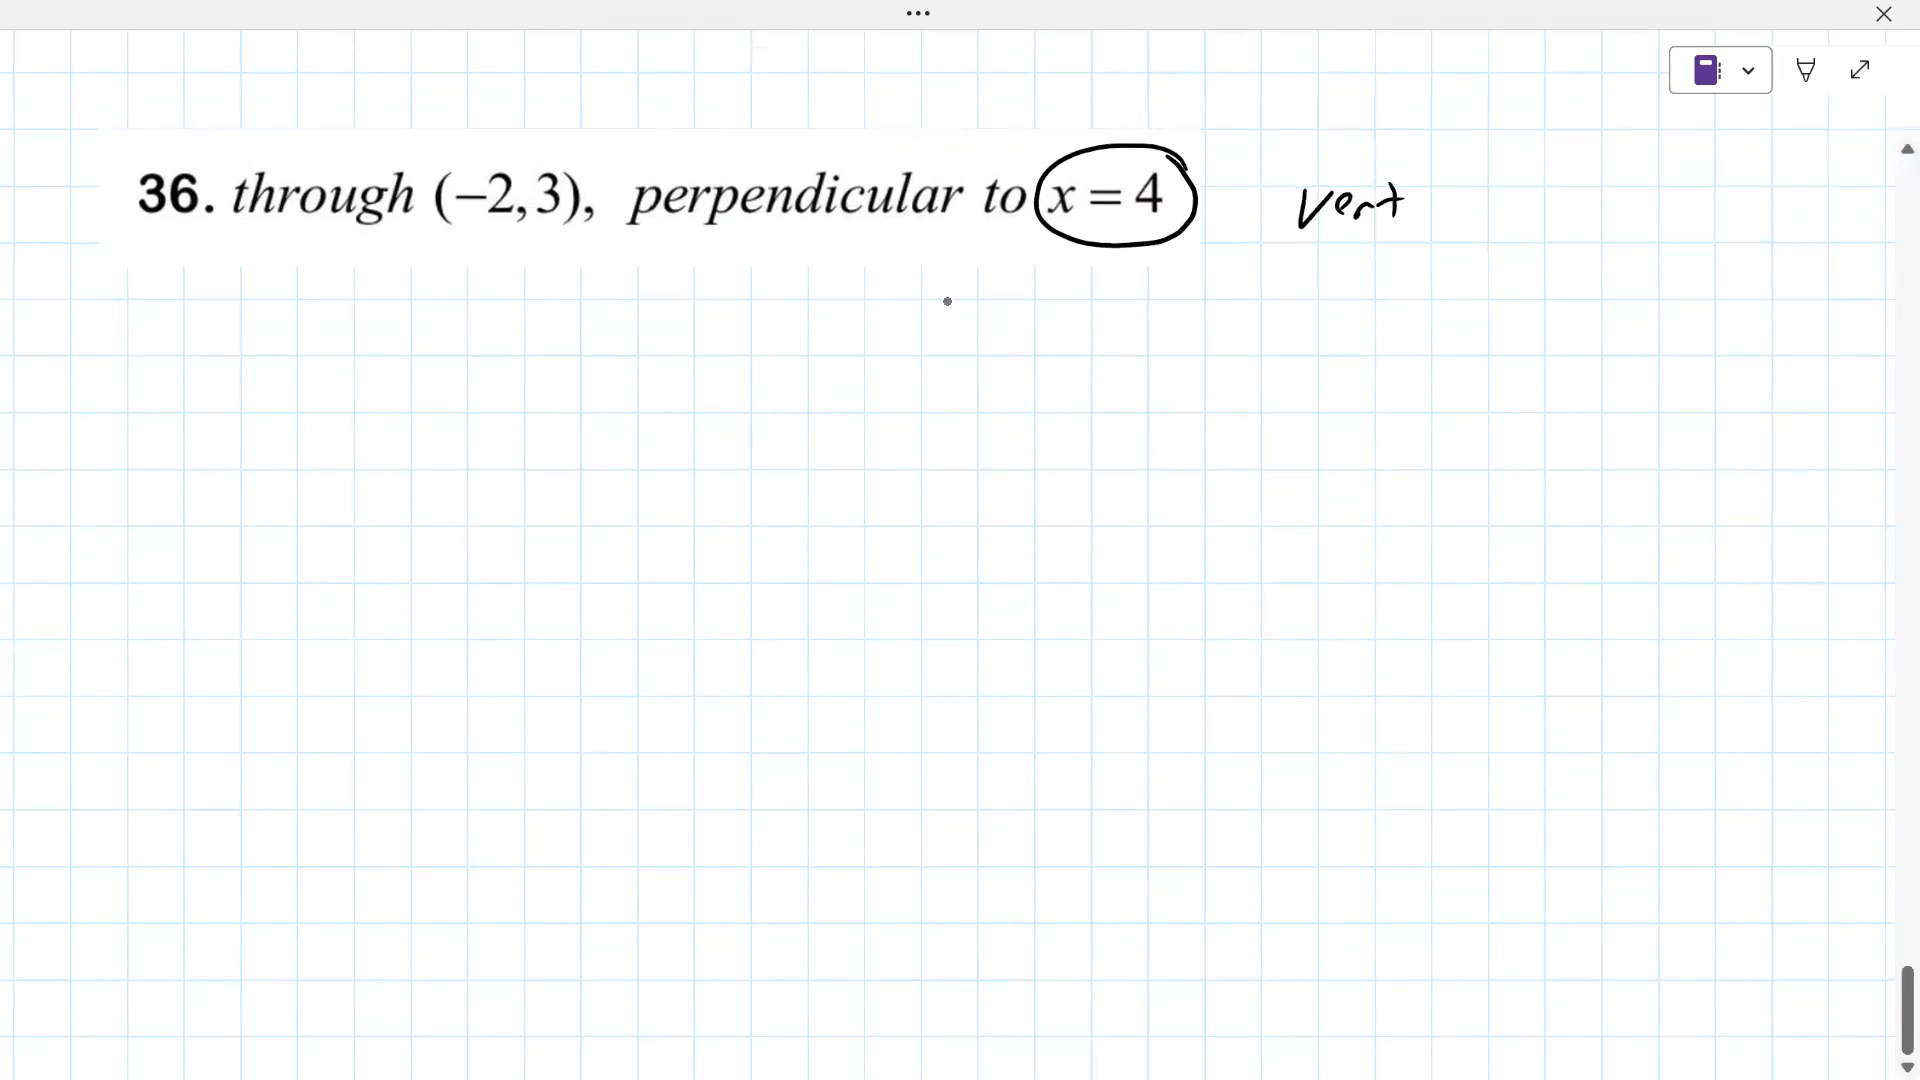 36. through (−2,3), perpendicular to x = 4 vert